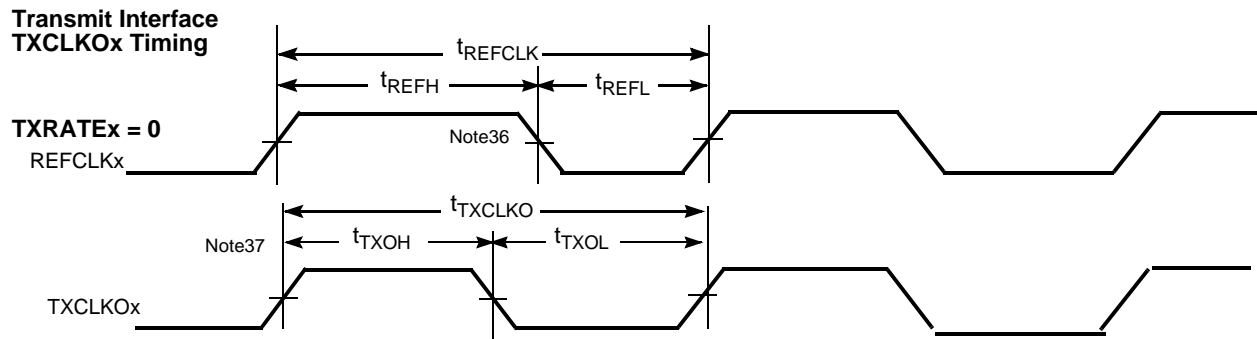 Transmit Interface
TXCLKOx Timing
tREFCLK
tREFH
tREFL
TXRATEx = 0
Note36
REFCLKx
tTXCLKO
Note37
tTXOH
tTXOL
TXCLKOx